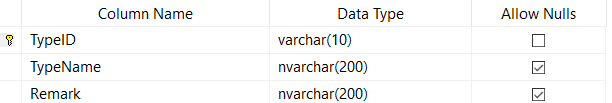 Column Name Data Type Allow Nulls
TypeID varchar(10)
TypeName nvarchar(200)
Remark nvarchar(200)